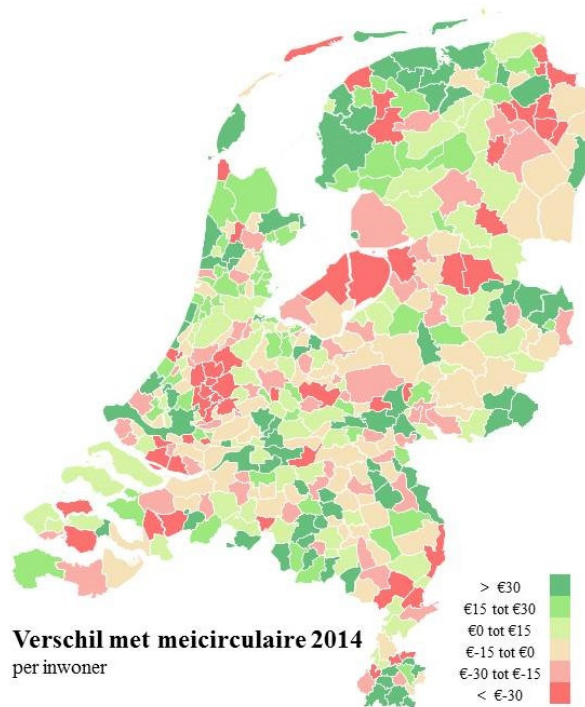 > €30
€15 tot €30
€0 tot €15
€-15 tot €0
€-30 tot €-15
< €-30
Verschil met meicirculaire 2014
per inwoner